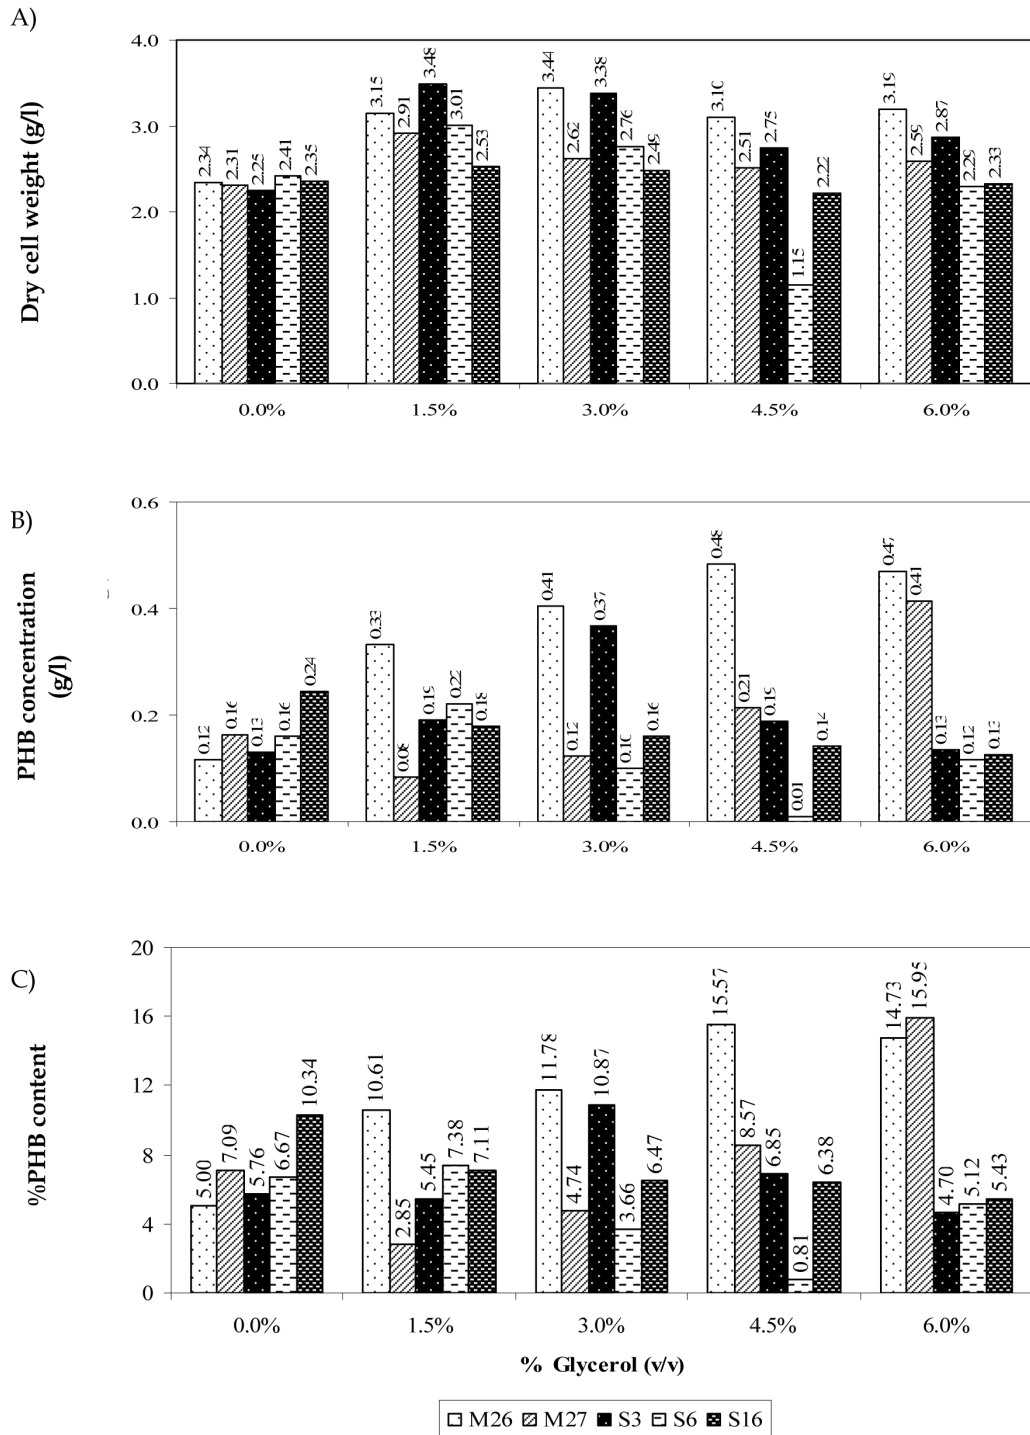 A)
Dry cell weight (g/l)
4.0
3.0
2.0
1.0
0.0
2.34 2.31 2.25 2.41 2.35
3.15 2.91 3.48 3.01 2.53
3.44 2.62 3.38 2.76 2.49
3.10 2.51 2.75 1.15 2.22
3.19 2.59 2.87 2.29 2.33
0.0% 1.5% 3.0% 4.5% 6.0%
B)
PHB concentration
(g/l)
0.6
0.4
0.2
0.0
0.12 0.16 0.13 0.16 0.24
0.33 0.08 0.19 0.22 0.18
0.41 0.12 0.37 0.10 0.16
0.48 0.21 0.19 0.01 0.14
0.47 0.41 0.13 0.12 0.13
0.0% 1.5% 3.0% 4.5% 6.0%
C)
%PHB content
20
16
12
8
4
0
5.00 7.09 5.76 6.67 10.34
10.61 2.85 5.45 7.38 7.11
11.78 4.74 10.87 3.66 6.47
15.57 8.57 6.85 0.81 6.38
14.73 15.95 4.70 5.12 5.43
0.0% 1.5% 3.0% 4.5% 6.0%
% Glycerol (v/v)
M26 M27 S3 S6 S16